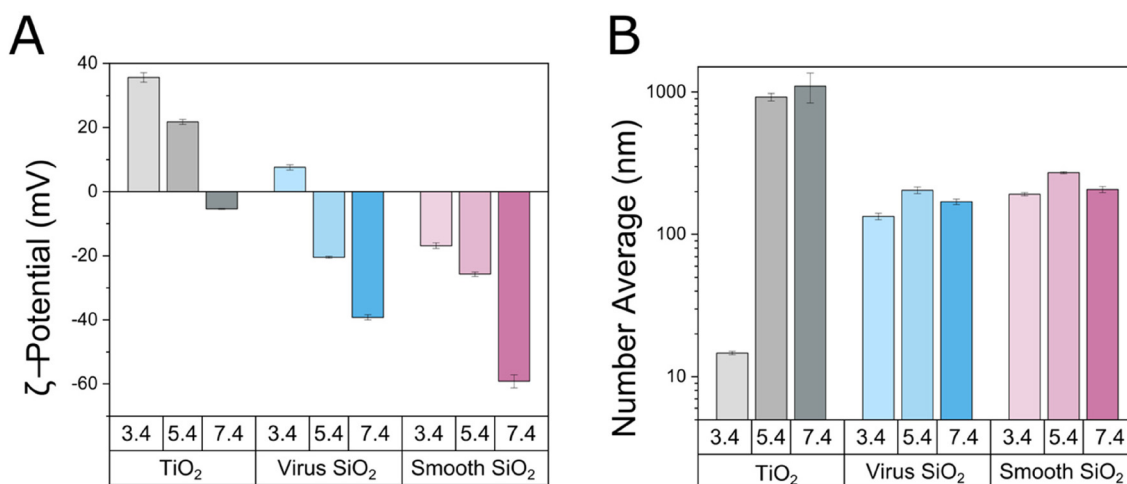 A
ζ–Potential (mV)
40
20
0
-20
-40
-60
3.4 5.4 7.4 3.4 5.4 7.4 3.4 5.4 7.4
TiO₂ Virus SiO₂ Smooth SiO₂
B
Number Average (nm)
1000
100
10
3.4 5.4 7.4 3.4 5.4 7.4 3.4 5.4 7.4
TiO₂ Virus SiO₂ Smooth SiO₂